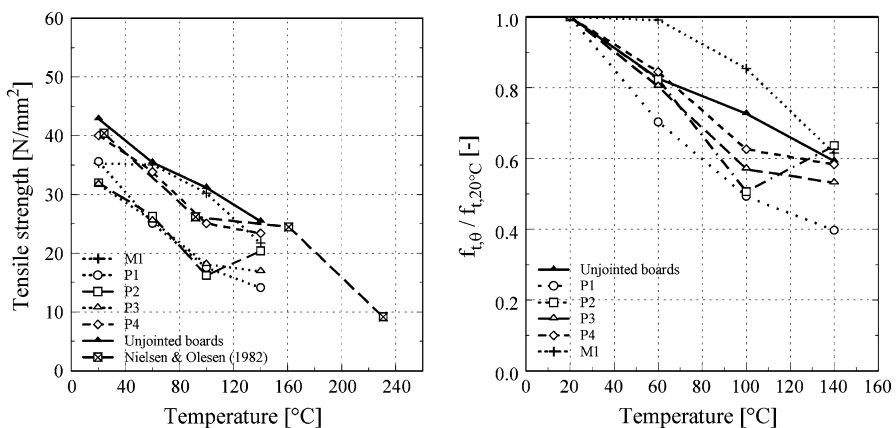 60
50
40
30
20
10
0
Tensile strength [N/mm²]
M1
P1
P2
P3
P4
Unjointed boards
Nielsen & Olesen (1982)
0 40 80 120 160 200 240
Temperature [°C]
1.0
0.8
0.6
0.4
0.2
0.0
f_t,θ / f_t,20°C [-]
Unjointed boards
P1
P2
P3
P4
M1
0 20 40 60 80 100 120 140 160
Temperature [°C]